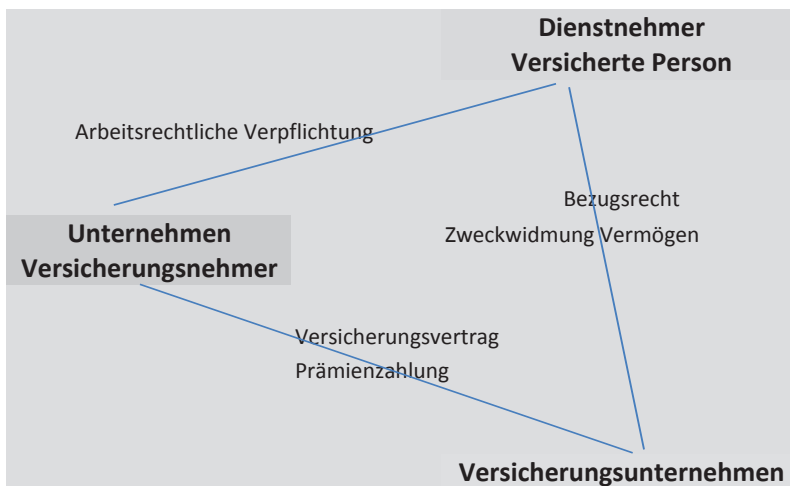 Dienstnehmer
Versicherte Person
Arbeitsrechtliche Verpflichtung
Bezugsrecht
Zweckwidmung Vermögen
Unternehmen
Versicherungsnehmer
Versicherungsvertrag
Prämienzahlung
Versicherungsunternehmen